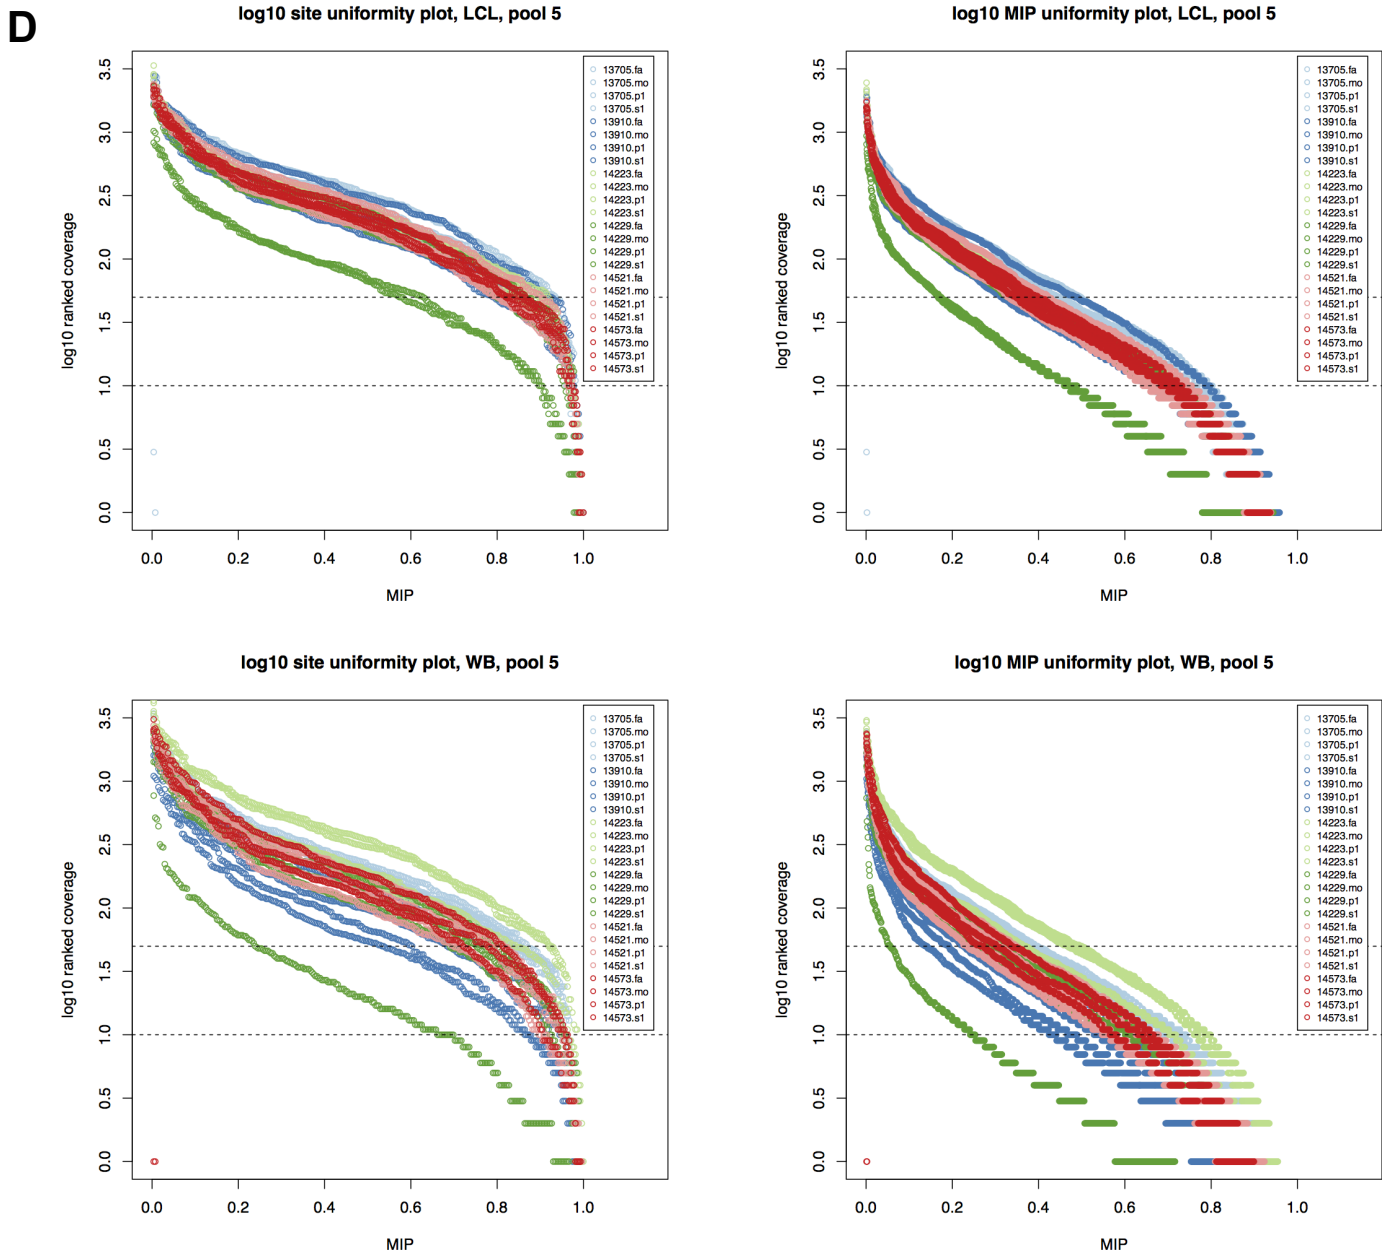 D
log10 site uniformity plot, LCL, pool 5
log10 ranked coverage
3.5
3.0
2.5
2.0
1.5
1.0
0.5
0.0
13705.fa
13705.mo
13705.p1
13705.s1
13910.fa
13910.mo
13910.p1
13910.s1
14223.fa
14223.mo
14223.p1
14223.s1
14229.fa
14229.mo
14229.p1
14229.s1
14521.fa
14521.mo
14521.p1
14521.s1
14573.fa
14573.mo
14573.p1
14573.s1
0.0 0.2 0.4 0.6 0.8 1.0
MIP
log10 MIP uniformity plot, LCL, pool 5
log10 ranked coverage
3.5
3.0
2.5
2.0
1.5
1.0
0.5
0.0
13705.fa
13705.mo
13705.p1
13705.s1
13910.fa
13910.mo
13910.p1
13910.s1
14223.fa
14223.mo
14223.p1
14223.s1
14229.fa
14229.mo
14229.p1
14229.s1
14521.fa
14521.mo
14521.p1
14521.s1
14573.fa
14573.mo
14573.p1
14573.s1
0.0 0.2 0.4 0.6 0.8 1.0
MIP
log10 site uniformity plot, WB, pool 5
log10 ranked coverage
3.5
3.0
2.5
2.0
1.5
1.0
0.5
0.0
13705.fa
13705.mo
13705.p1
13705.s1
13910.fa
13910.mo
13910.p1
13910.s1
14223.fa
14223.mo
14223.p1
14223.s1
14229.fa
14229.mo
14229.p1
14229.s1
14521.fa
14521.mo
14521.p1
14521.s1
14573.fa
14573.mo
14573.p1
14573.s1
0.0 0.2 0.4 0.6 0.8 1.0
MIP
log10 MIP uniformity plot, WB, pool 5
log10 ranked coverage
3.5
3.0
2.5
2.0
1.5
1.0
0.5
0.0
13705.fa
13705.mo
13705.p1
13705.s1
13910.fa
13910.mo
13910.p1
13910.s1
14223.fa
14223.mo
14223.p1
14223.s1
14229.fa
14229.mo
14229.p1
14229.s1
14521.fa
14521.mo
14521.p1
14521.s1
14573.fa
14573.mo
14573.p1
14573.s1
0.0 0.2 0.4 0.6 0.8 1.0
MIP